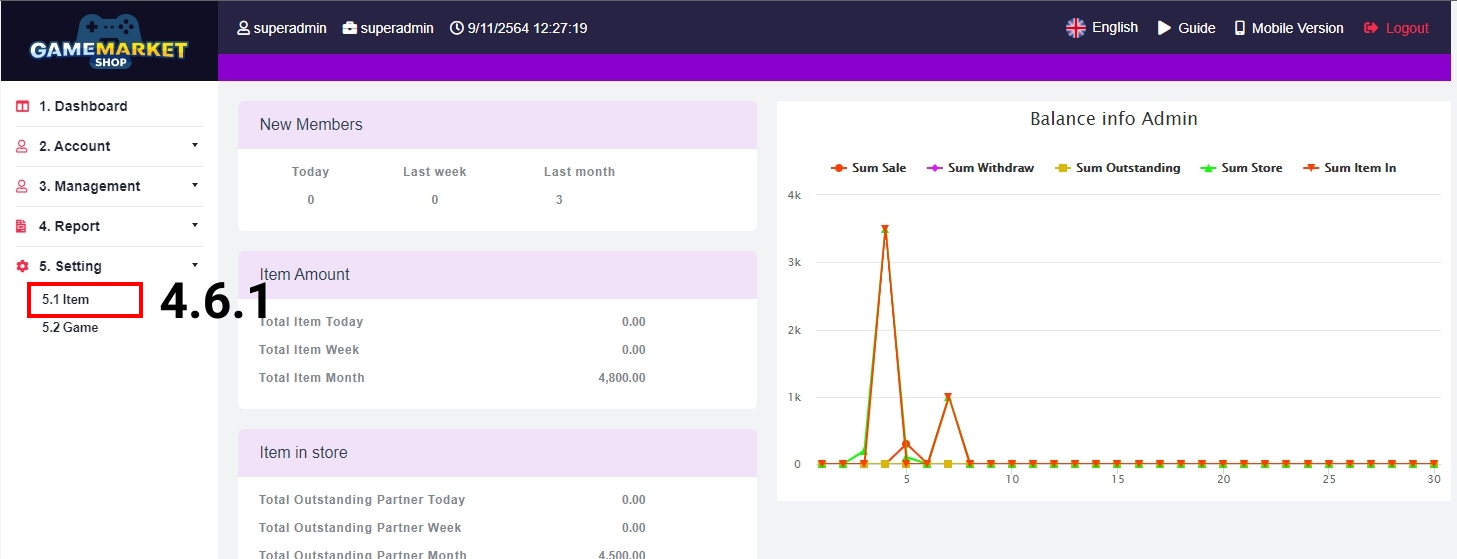 GAMEMARKET
SHOP
superadmin superadmin 9/11/2564 12:27:19
English Guide Mobile Version Logout
1. Dashboard
2. Account
3. Management
4. Report
5. Setting
5.1 Item
5.2 Game
4.6.1
New Members
Today Last week Last month
0 0 3
Item Amount
Total Item Today 0.00
Total Item Week 0.00
Total Item Month 4,800.00
Item in store
Total Outstanding Partner Today 0.00
Total Outstanding Partner Week 0.00
Total Outstanding Partner Month 4,500.00
Balance info Admin
Sum Sale Sum Withdraw Sum Outstanding Sum Store Sum Item In
4k
3k
2k
1k
0
5 10 15 20 25 30